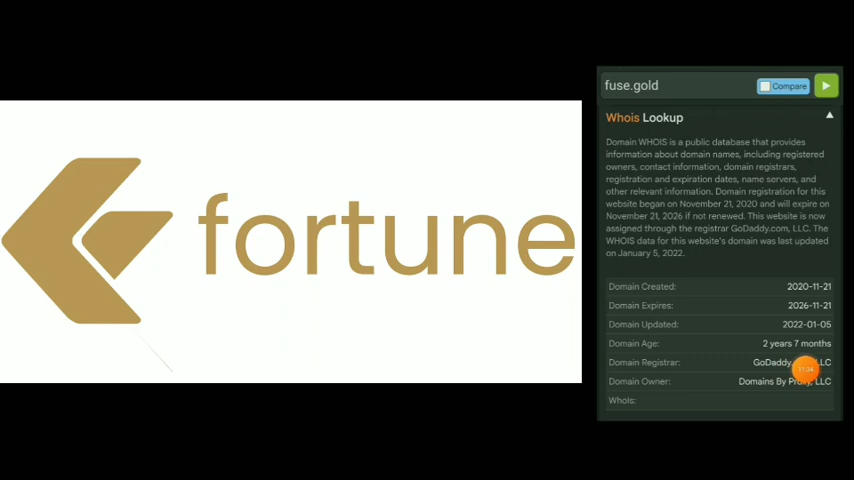 fortune
fuse.gold
Compare
Whois Lookup
Domain WHOIS is a public database that provides
information about domain names, including registered
owners, contact information, domain registrars,
registration and expiration dates, name servers, and
other relevant information. Domain registration for this
website began on November 21, 2020 and will expire on
November 21, 2026 if not renewed. This website is now
assigned through the registrar GoDaddy.com, LLC. The
WHOIS data for this website's domain was last updated
on January 5, 2022.
Domain Created: 2020-11-21
Domain Expires: 2026-11-21
Domain Updated: 2022-01-05
Domain Age: 2 years 7 months
Domain Registrar: LLC
Domain Owner: Domains By LLC
WhoIs: